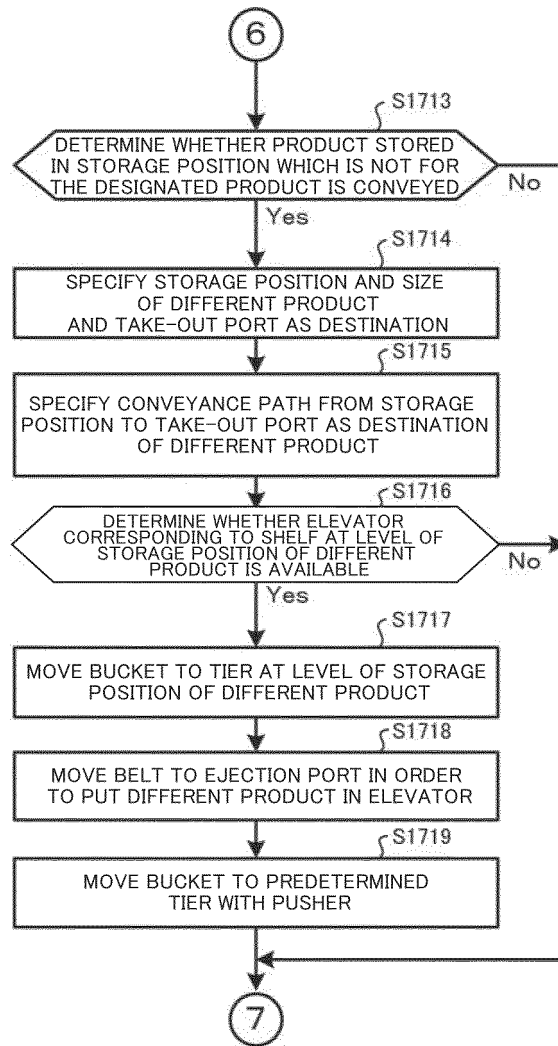 6
S1713
DETERMINE WHETHER PRODUCT STORED
IN STORAGE POSITION WHICH IS NOT FOR
THE DESIGNATED PRODUCT IS CONVEYED
No
Yes
S1714
SPECIFY STORAGE POSITION AND SIZE
OF DIFFERENT PRODUCT
AND TAKE-OUT PORT AS DESTINATION
S1715
SPECIFY CONVEYANCE PATH FROM STORAGE
POSITION TO TAKE-OUT PORT AS DESTINATION
OF DIFFERENT PRODUCT
S1716
DETERMINE WHETHER ELEVATOR
CORRESPONDING TO SHELF AT LEVEL OF
STORAGE POSITION OF DIFFERENT
PRODUCT IS AVAILABLE
No
Yes
S1717
MOVE BUCKET TO TIER AT LEVEL OF STORAGE
POSITION OF DIFFERENT PRODUCT
S1718
MOVE BELT TO EJECTION PORT IN ORDER
TO PUT DIFFERENT PRODUCT IN ELEVATOR
S1719
MOVE BUCKET TO PREDETERMINED
TIER WITH PUSHER
7